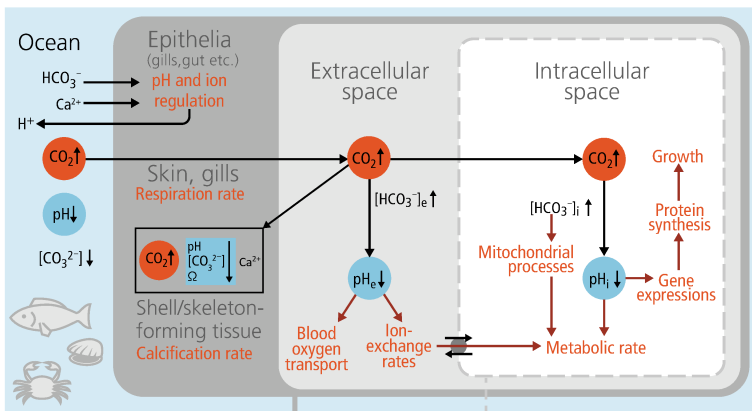 Ocean
HCO₃⁻
Ca²⁺
H⁺
CO₂↑
pH↓
[CO₃²⁻]↓
Epithelia
(gills,gut etc.)
pH and ion
regulation
Skin, gills
Respiration rate
CO₂↑
pH
[CO₃²⁻]
Ω
Ca²⁺
Shell/skeleton-
forming tissue
Calcification rate
Extracellular
space
CO₂↑
[HCO₃⁻]e↑
pHe↓
Blood
oxygen
transport
Ion-
exchange
rates
Intracellular
space
CO₂↑
[HCO₃⁻]i↑
Mitochondrial
processes
pHi↓
Metabolic rate
Growth
Protein
synthesis
Gene
expressions